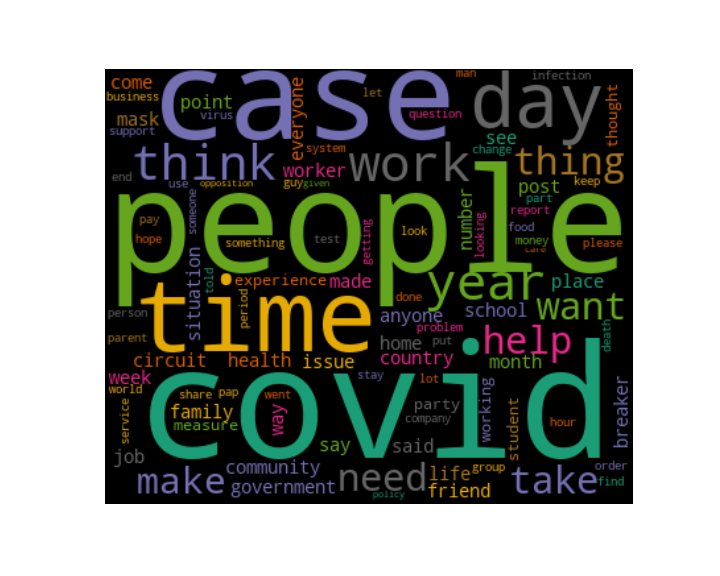 come
case
day
infection
man
let
business
point
everyone
question
thought
mask
virus
support
see
system
change
think
work
thing
worker
end
use
opposition
guy
given
keep
post
part
someone
people
number
report
pay
look
looking
food
money
please
hope
something
test
getting
care
situation
told
experience
made
year
place
period
time
done
want
person
anyone
school
problem
death
parent
home
put
help
circuit
health
issue
country
month
week
stay
lot
covid
world
share
pap
went
working
breaker
service
family
way
party
student
hour
measure
company
say
said
job
community
need
life
group
order
make
government
friend
take
find
policy